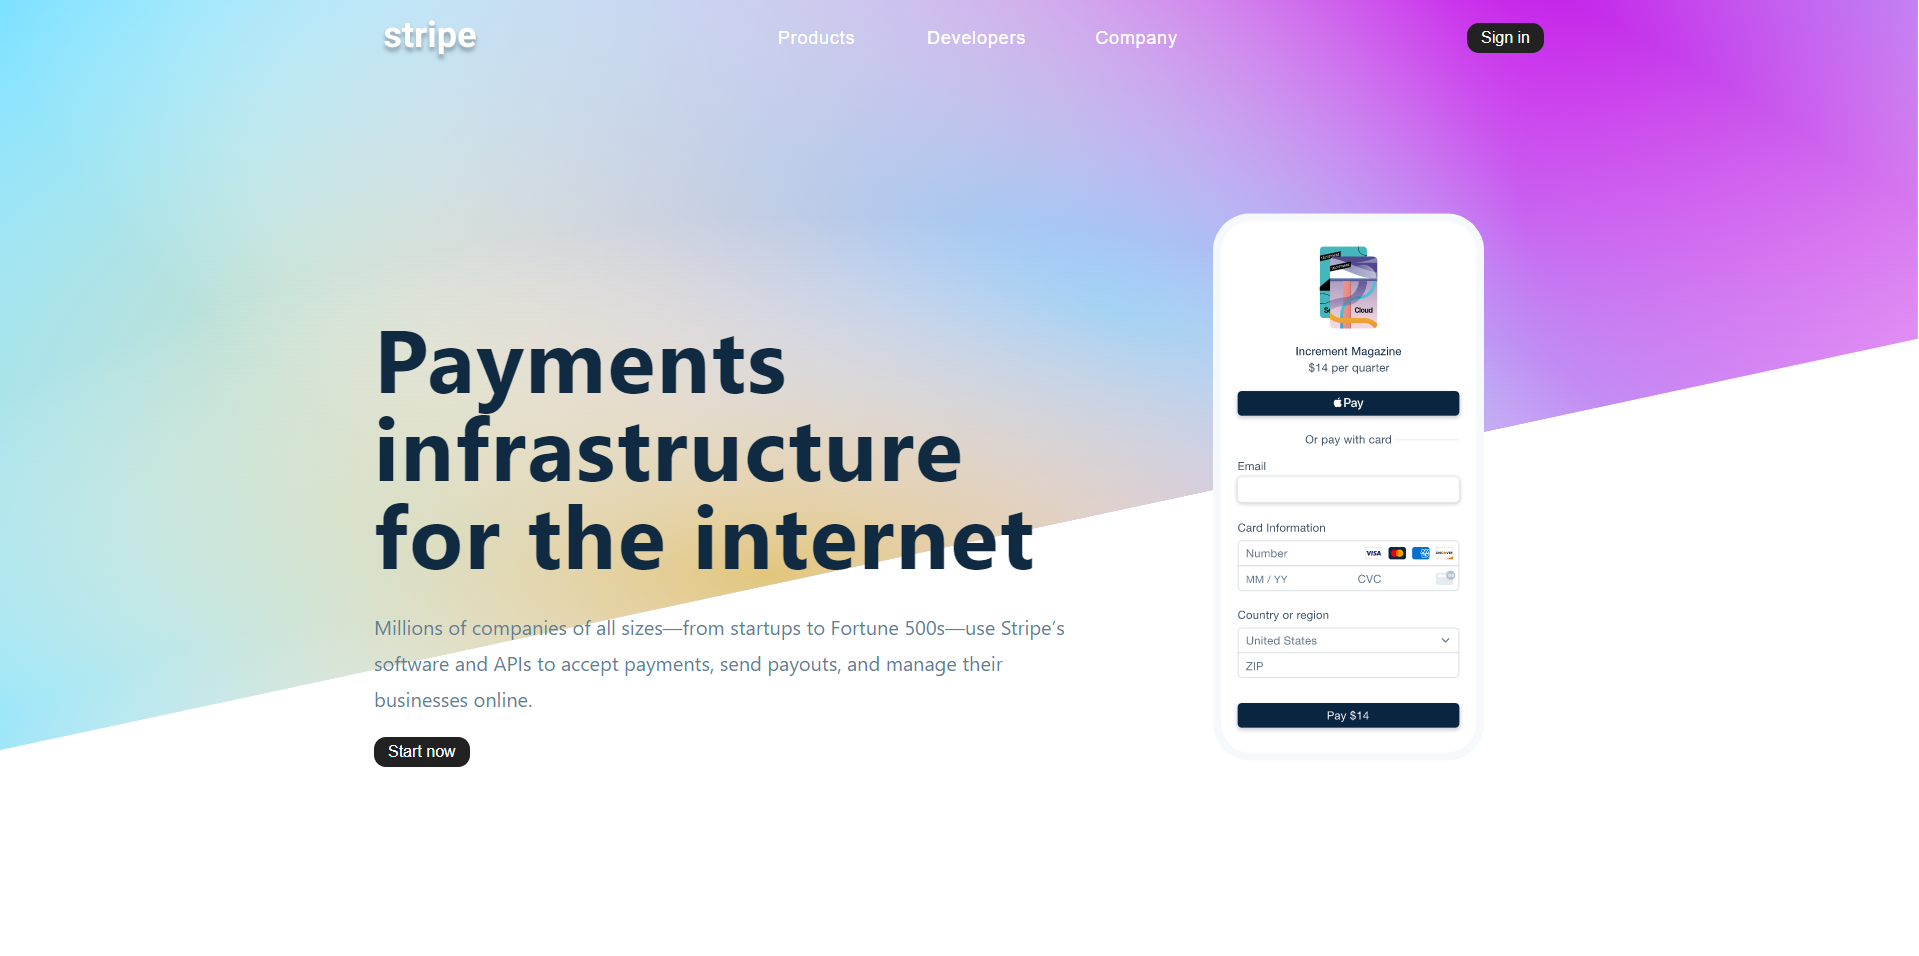 stripe
Products
Developers
Company
Sign in
Payments
infrastructure
for the internet
Millions of companies of all sizes—from startups to Fortune 500s—use Stripe’s
software and APIs to accept payments, send payouts, and manage their
businesses online.
Start now
Cloud
Increment Magazine
$14 per quarter
Pay
Or pay with card
Email
Card Information
Number
VISA
DISCOVER
MM / YY
CVC
Country or region
United States
ZIP
Pay $14